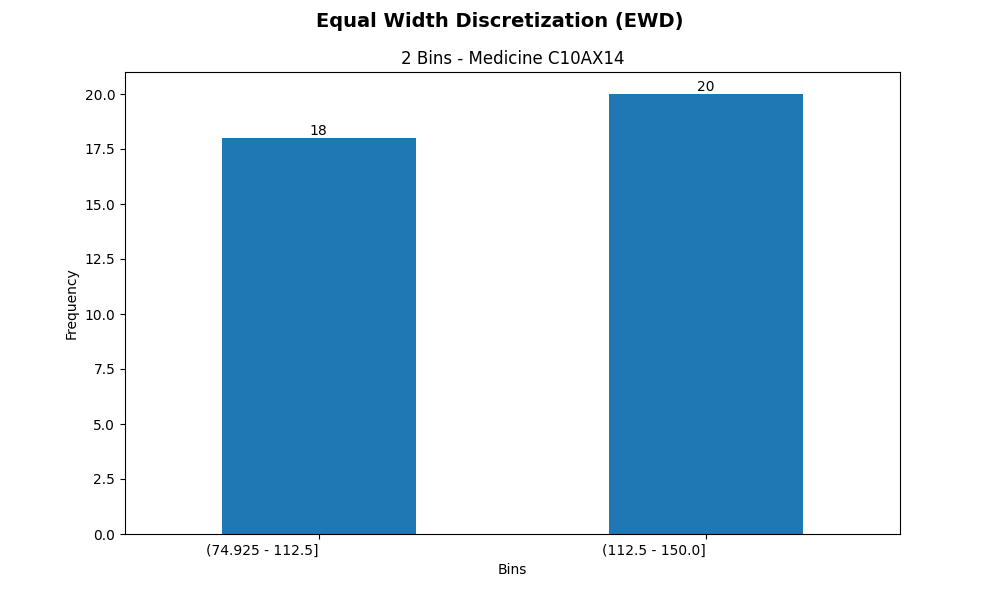 Equal Width Discretization (EWD)
2 Bins - Medicine C10AX14
20
18
20.0
17.5
15.0
12.5
10.0
7.5
5.0
2.5
0.0
Frequency
(74.925 - 112.5]
(112.5 - 150.0]
Bins